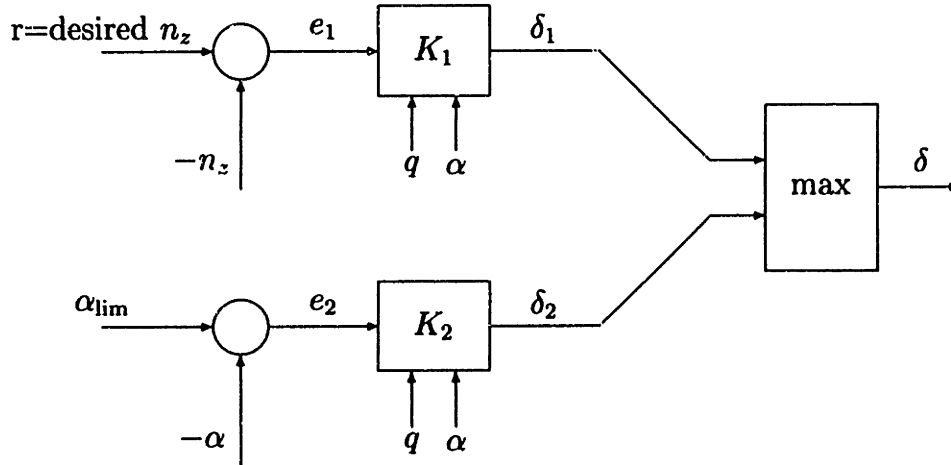 r=desired n_z
e_1
K_1
δ_1
-n_z
q
α
max
δ
α_lim
e_2
K_2
δ_2
-α
q
α